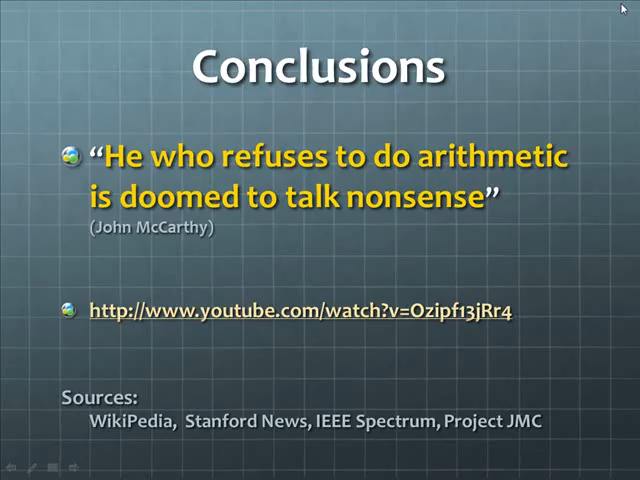 Conclusions
“He who refuses to do arithmetic
is doomed to talk nonsense”
(John McCarthy)
http://www.youtube.com/watch?v=Ozipf13jRr4
Sources:
WikiPedia, Stanford News, IEEE Spectrum, Project JMC